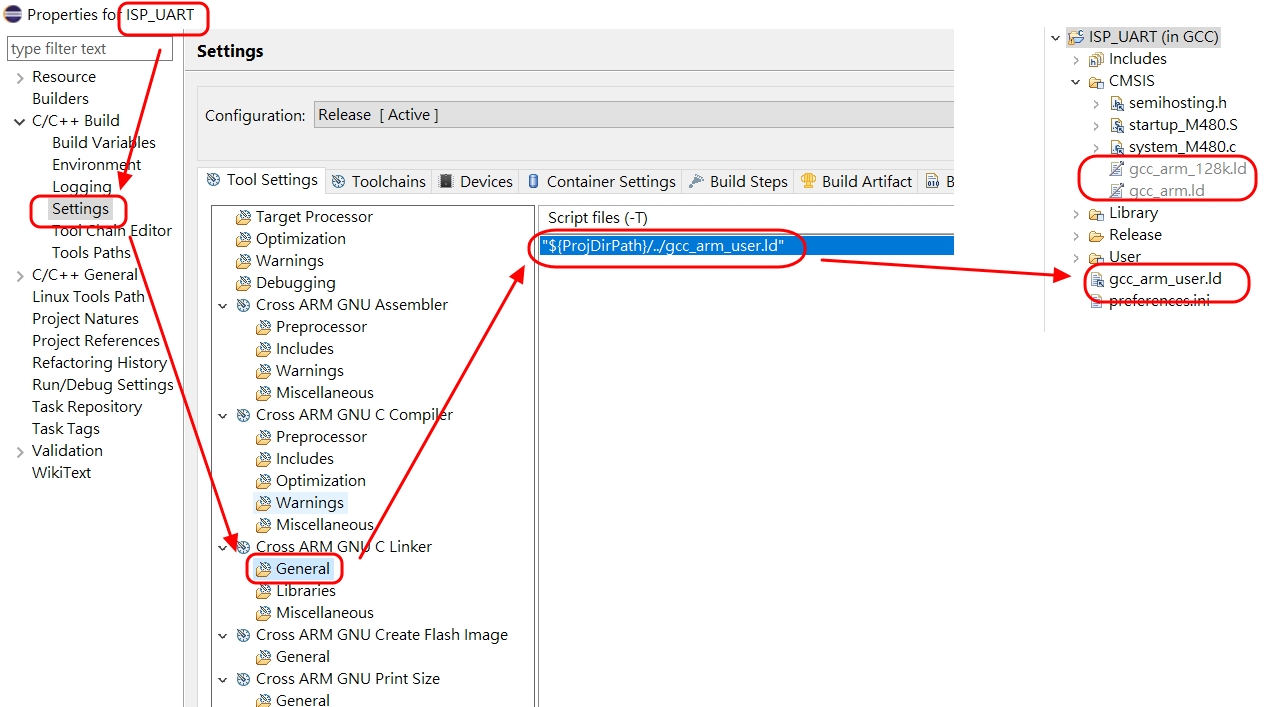 Properties for ISP_UART
type filter text
Resource
Builders
C/C++ Build
Build Variables
Environment
Logging
Settings
Tool Chain Editor
Tools Paths
C/C++ General
Linux Tools Path
Project Natures
Project References
Refactoring History
Run/Debug Settings
Task Repository
Task Tags
Validation
WikiText
Settings
Configuration:
Release [ Active ]
Tool Settings
Toolchains
Devices
Container Settings
Build Steps
Build Artifact
B
Target Processor
Optimization
Warnings
Debugging
Cross ARM GNU Assembler
Preprocessor
Includes
Warnings
Miscellaneous
Cross ARM GNU C Compiler
Preprocessor
Includes
Optimization
Warnings
Miscellaneous
Cross ARM GNU C Linker
General
Libraries
Miscellaneous
Cross ARM GNU Create Flash Image
General
Cross ARM GNU Print Size
General
Script files (-T)
"${ProjDirPath}/../gcc_arm_user.ld"
ISP_UART (in GCC)
Includes
CMSIS
semihosting.h
startup_M480.S
system_M480.c
gcc_arm_128k.ld
gcc_arm.ld
Library
Release
User
gcc_arm_user.ld
preferences.ini